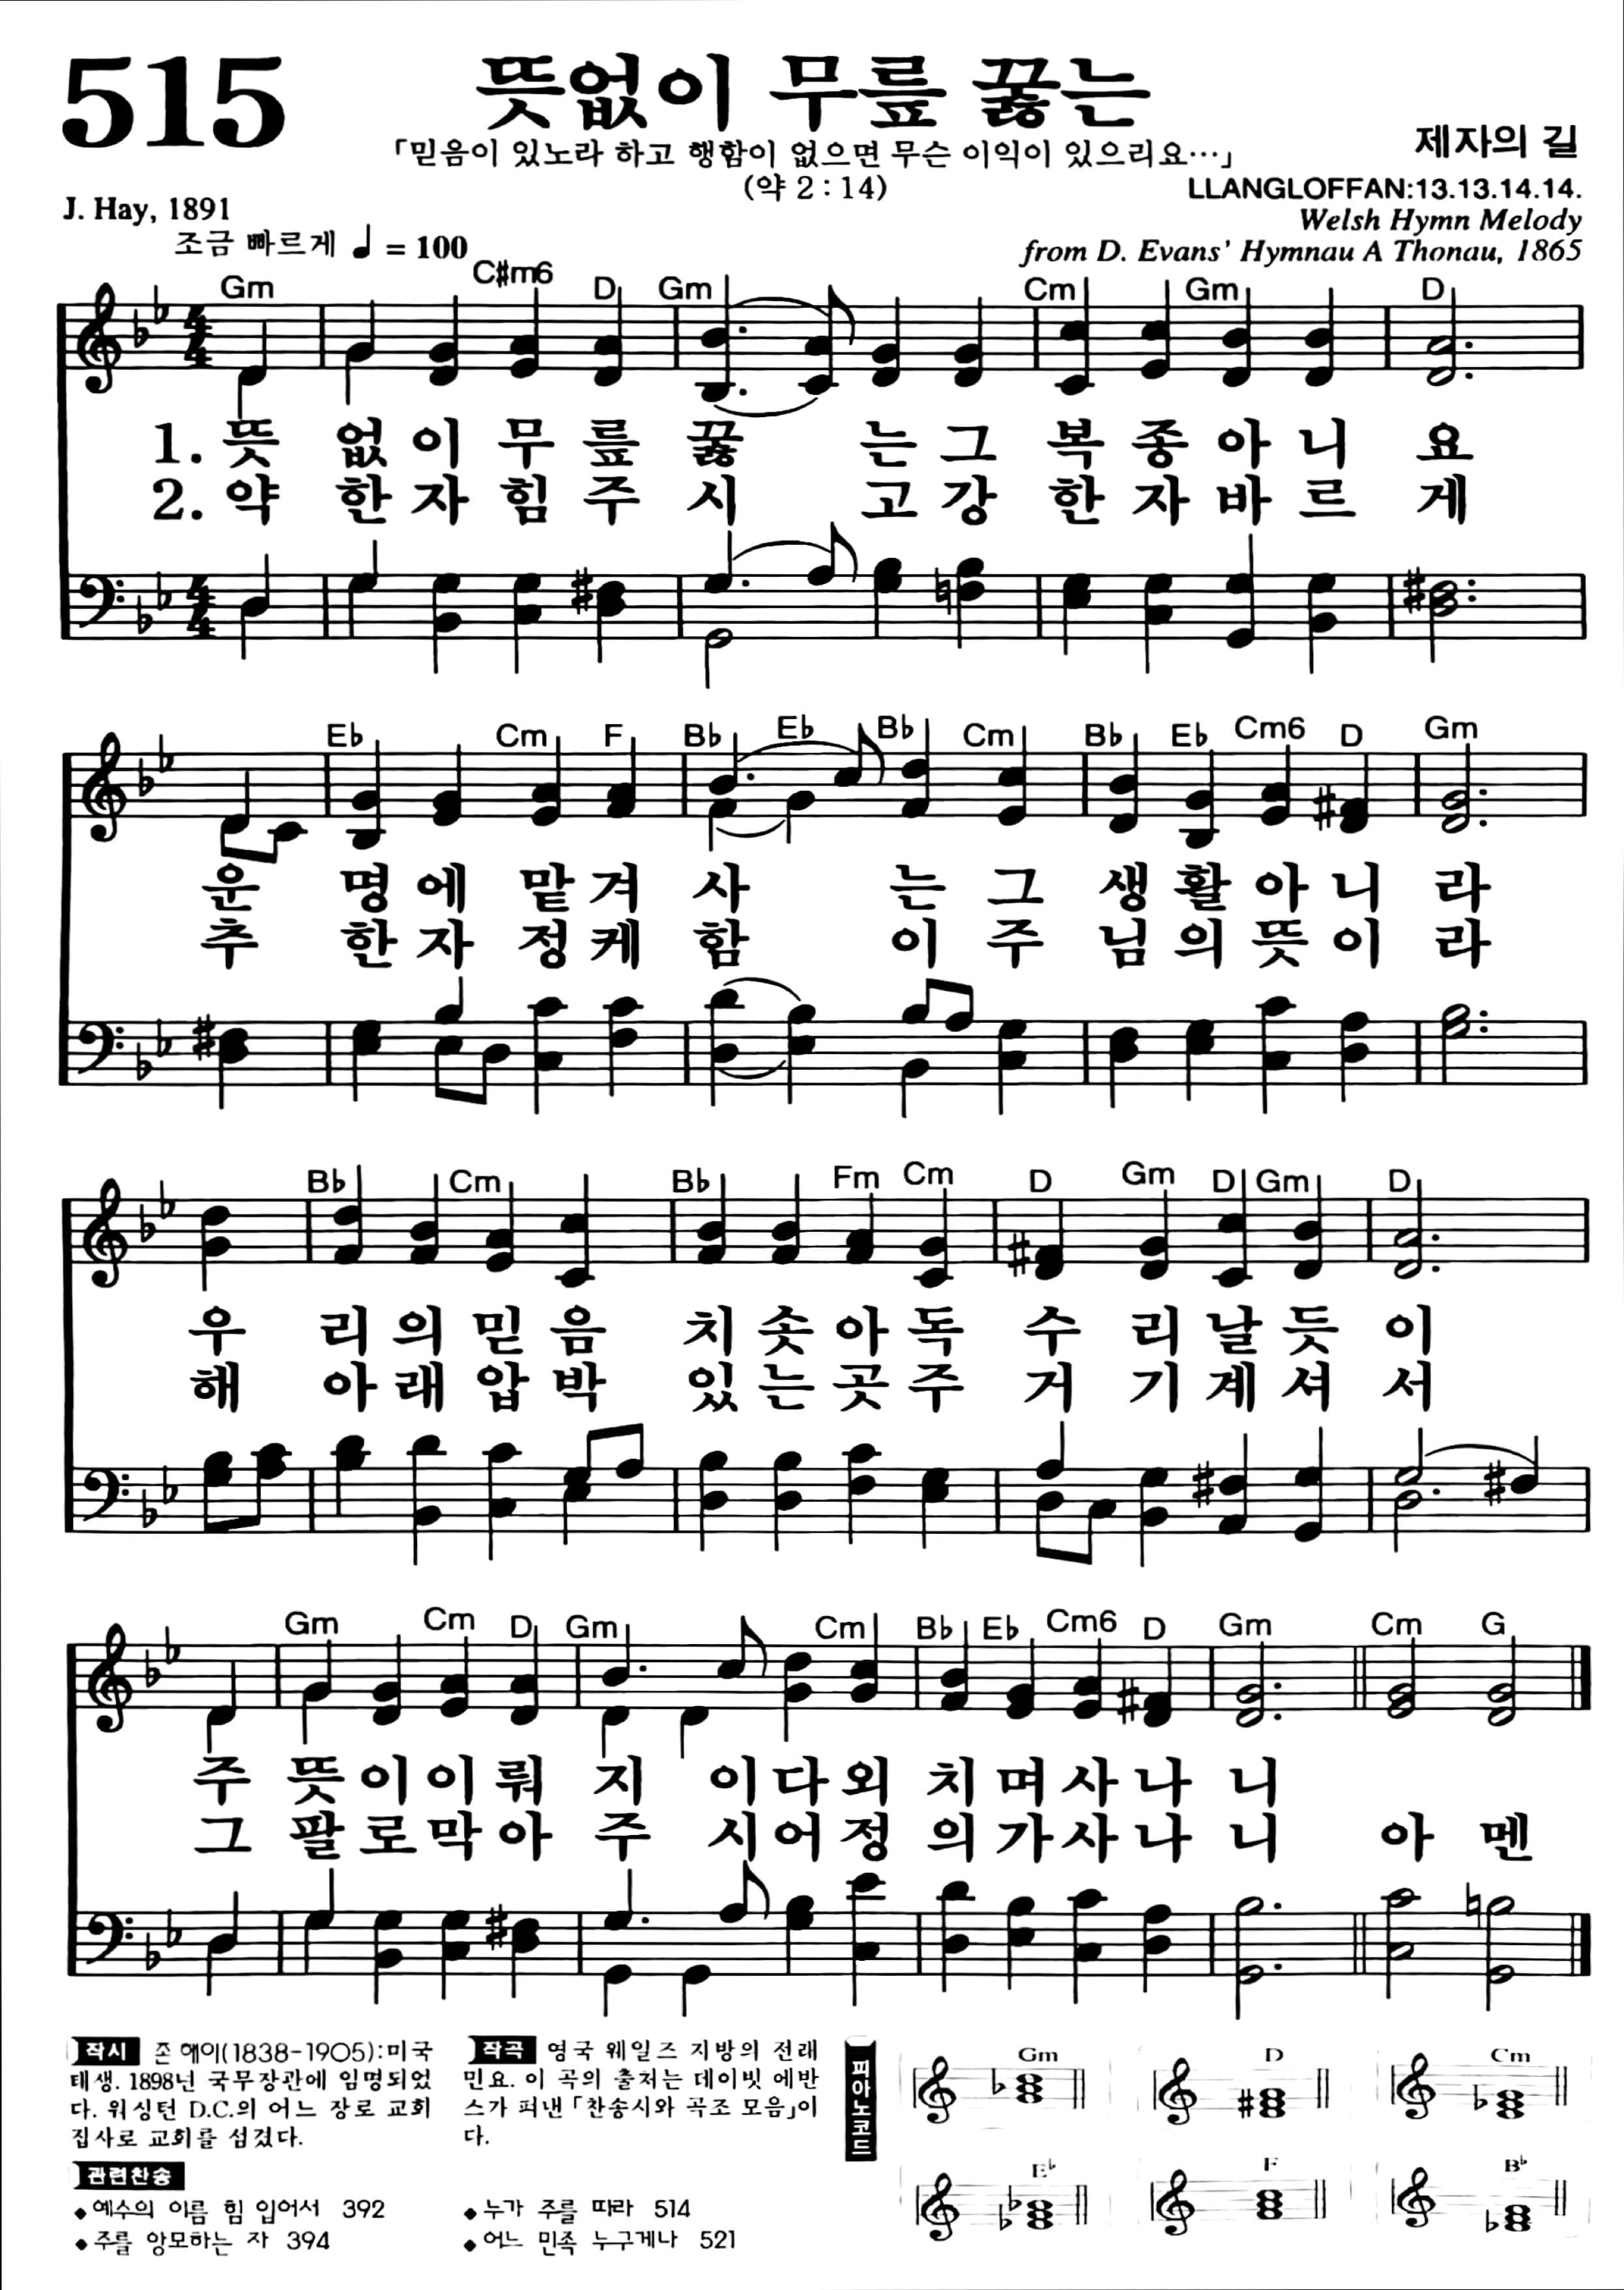 515
뜻없이 무릎 꿇는
「믿음이 있노라 하고 행함이 없으면 무슨 이익이 있으리요…」
(약 2 : 14)
제자의 길
LLANGLOFFAN:13.13.14.14.
Welsh Hymn Melody
from D. Evans' Hymnau A Thonau, 1865
J. Hay, 1891
조금 빠르게 ♩ = 100
Gm C#m6 D Gm Cm Gm D
1. 뜻 없 이 무 릎 꿇 는 그 복 종 아 니 요
2. 약 한 자 힘 주 시 고 강 한 자 바 르 게
E♭ Cm F B♭ E♭ B♭ Cm B♭ E♭ Cm6 D Gm
운 명 에 맡 겨 사 는 그 생 활 아 니 라
추 한 자 정 케 함 이 주 님 의 뜻 이 라
B♭ Cm B♭ Fm Cm D Gm D Gm D
우 리 의 믿 음 치 솟 아 독 수 리 날 듯 이
해 아 래 압 박 있 는 곳 주 거 기 계 셔 서
Gm Cm D Gm Cm B♭ E♭ Cm6 D Gm Cm G
주 뜻 이 이 뤄 지 이 다 외 치 며 사 나 니
그 팔 로 막 아 주 시 어 정 의 가 사 나 니 아 멘
작시 존 헤이(1838-1905):미국
태생. 1898년 국무장관에 임명되었
다. 워싱턴 D.C.의 어느 장로 교회
집사로 교회를 섬겼다.
작곡 영국 웨일즈 지방의 전래
민요. 이 곡의 출처는 데이빗 에반
스가 펴낸 「찬송시와 곡조 모음」이
다.
관련찬송
◆예수의 이름 힘 입어서 392
◆주를 앙모하는 자 394
◆누가 주를 따라 514
◆어느 민족 누구게나 521
피아노코드
Gm D Cm
E♭ F B♭